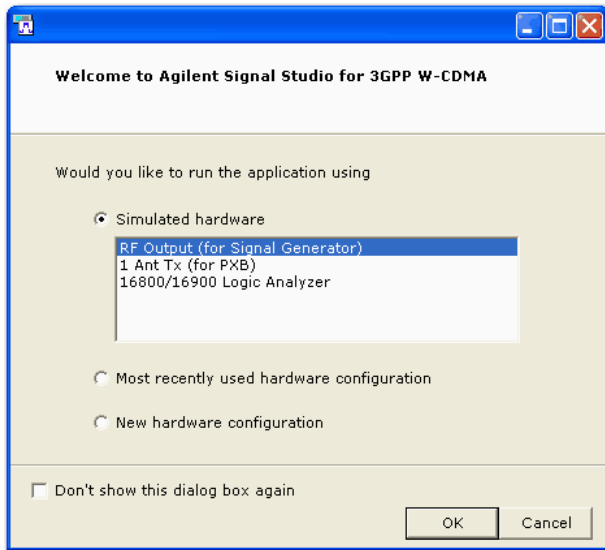 Welcome to Agilent Signal Studio for 3GPP W-CDMA
Would you like to run the application using
Simulated hardware
RF Output (for Signal Generator)
1 Ant Tx (for PXB)
16800/16900 Logic Analyzer
Most recently used hardware configuration
New hardware configuration
Don't show this dialog box again
OK Cancel